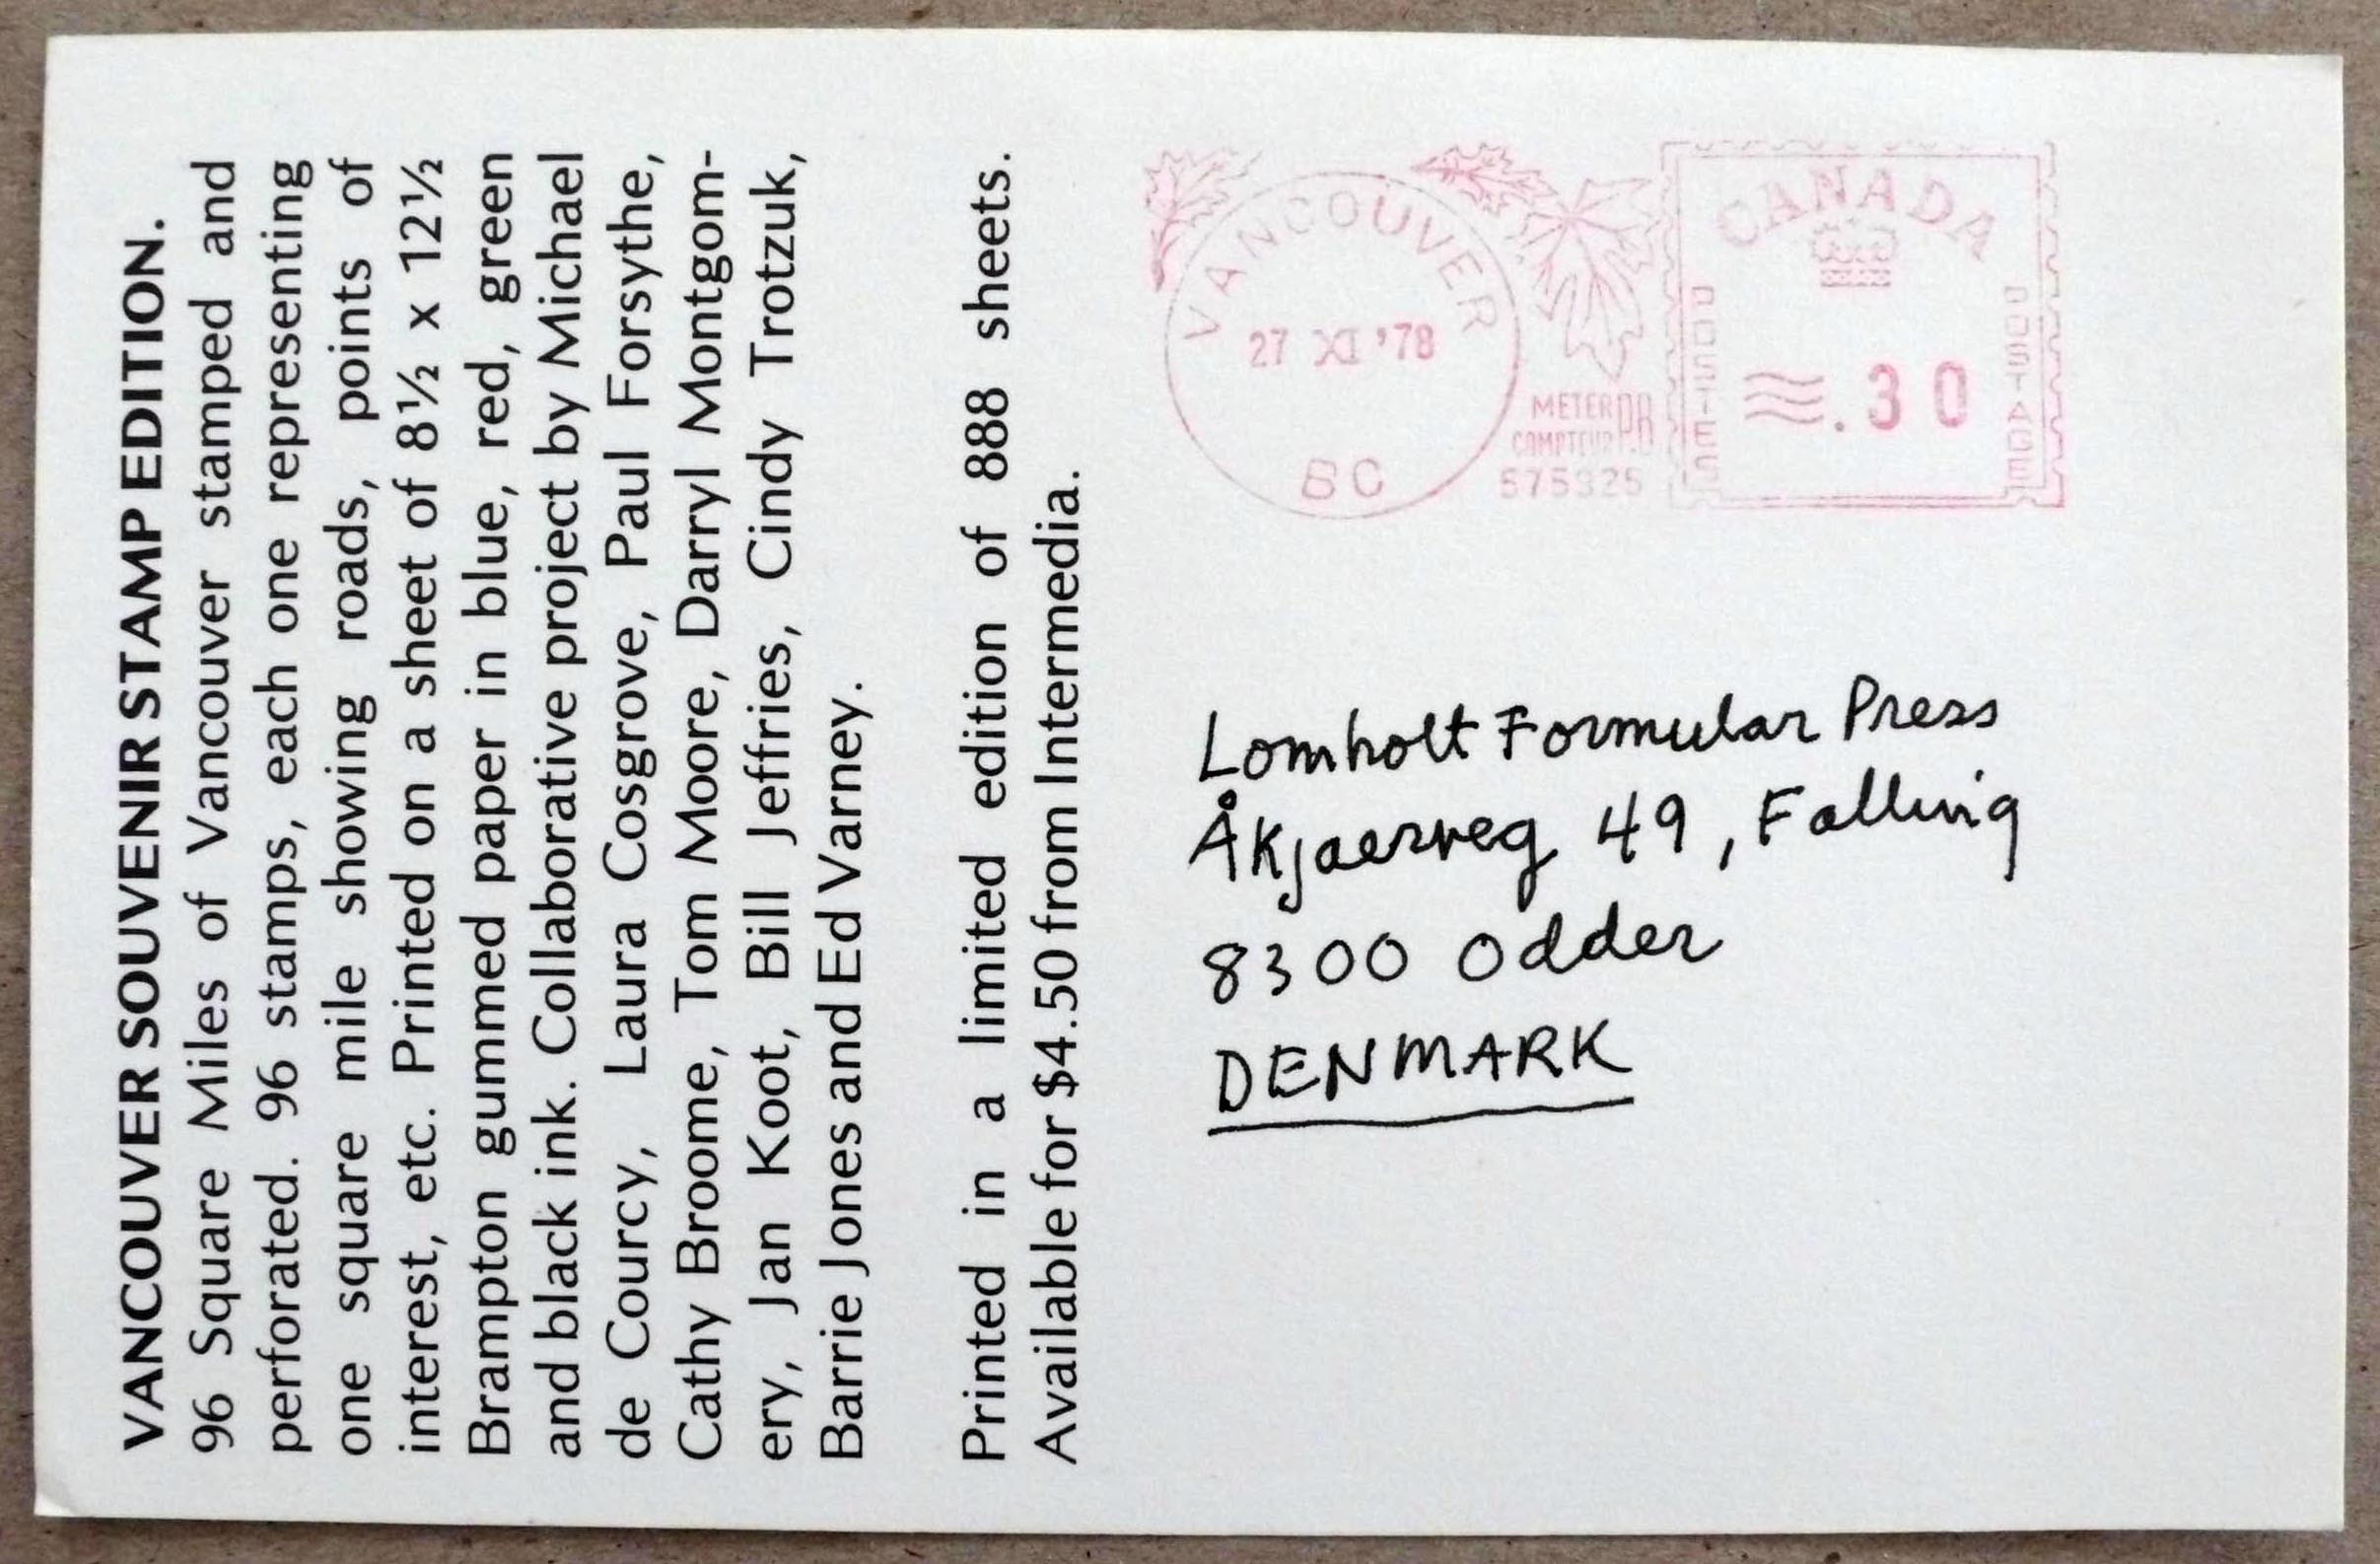 VANCOUVER SOUVENIR STAMP EDITION.
96 Square Miles of Vancouver stamped and
perforated. 96 stamps, each one representing
one square mile showing roads, points of
interest, etc. Printed on a sheet of 8½ x 12½
Brampton gummed paper in blue, red, green
and black ink. Collaborative project by Michael
de Courcy, Laura Cosgrove, Paul Forsythe,
Cathy Broome, Tom Moore, Darryl Montgom-
ery, Jan Koot, Bill Jeffries, Cindy Trotzuk,
Barrie Jones and Ed Varney.
Printed in a limited edition of 888 sheets.
Available for $4.50 from Intermedia.
VANCOUVER
27 XI '78
BC
METER
COMPTEUR
P.B.
575325
CANADA
POSTES
.30
POSTAGE
Lomholt Formular Press
Åkjaerveg 49, Falling
8300 Odder
DENMARK